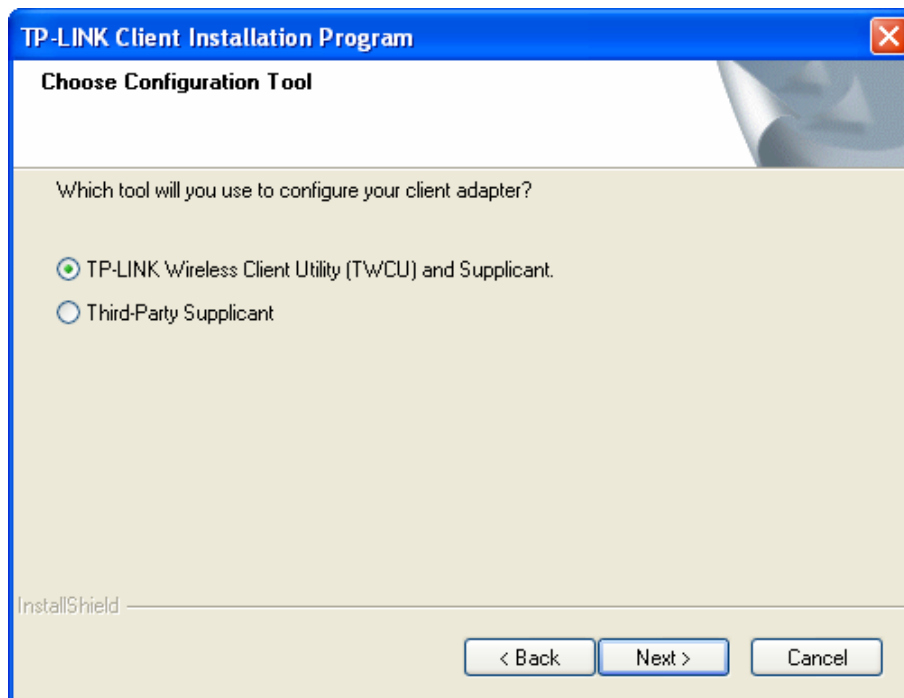 TP-LINK Client Installation Program
Choose Configuration Tool
Which tool will you use to configure your client adapter?
TP-LINK Wireless Client Utility (TWCU) and Supplicant.
Third-Party Supplicant
InstallShield
< Back Next > Cancel